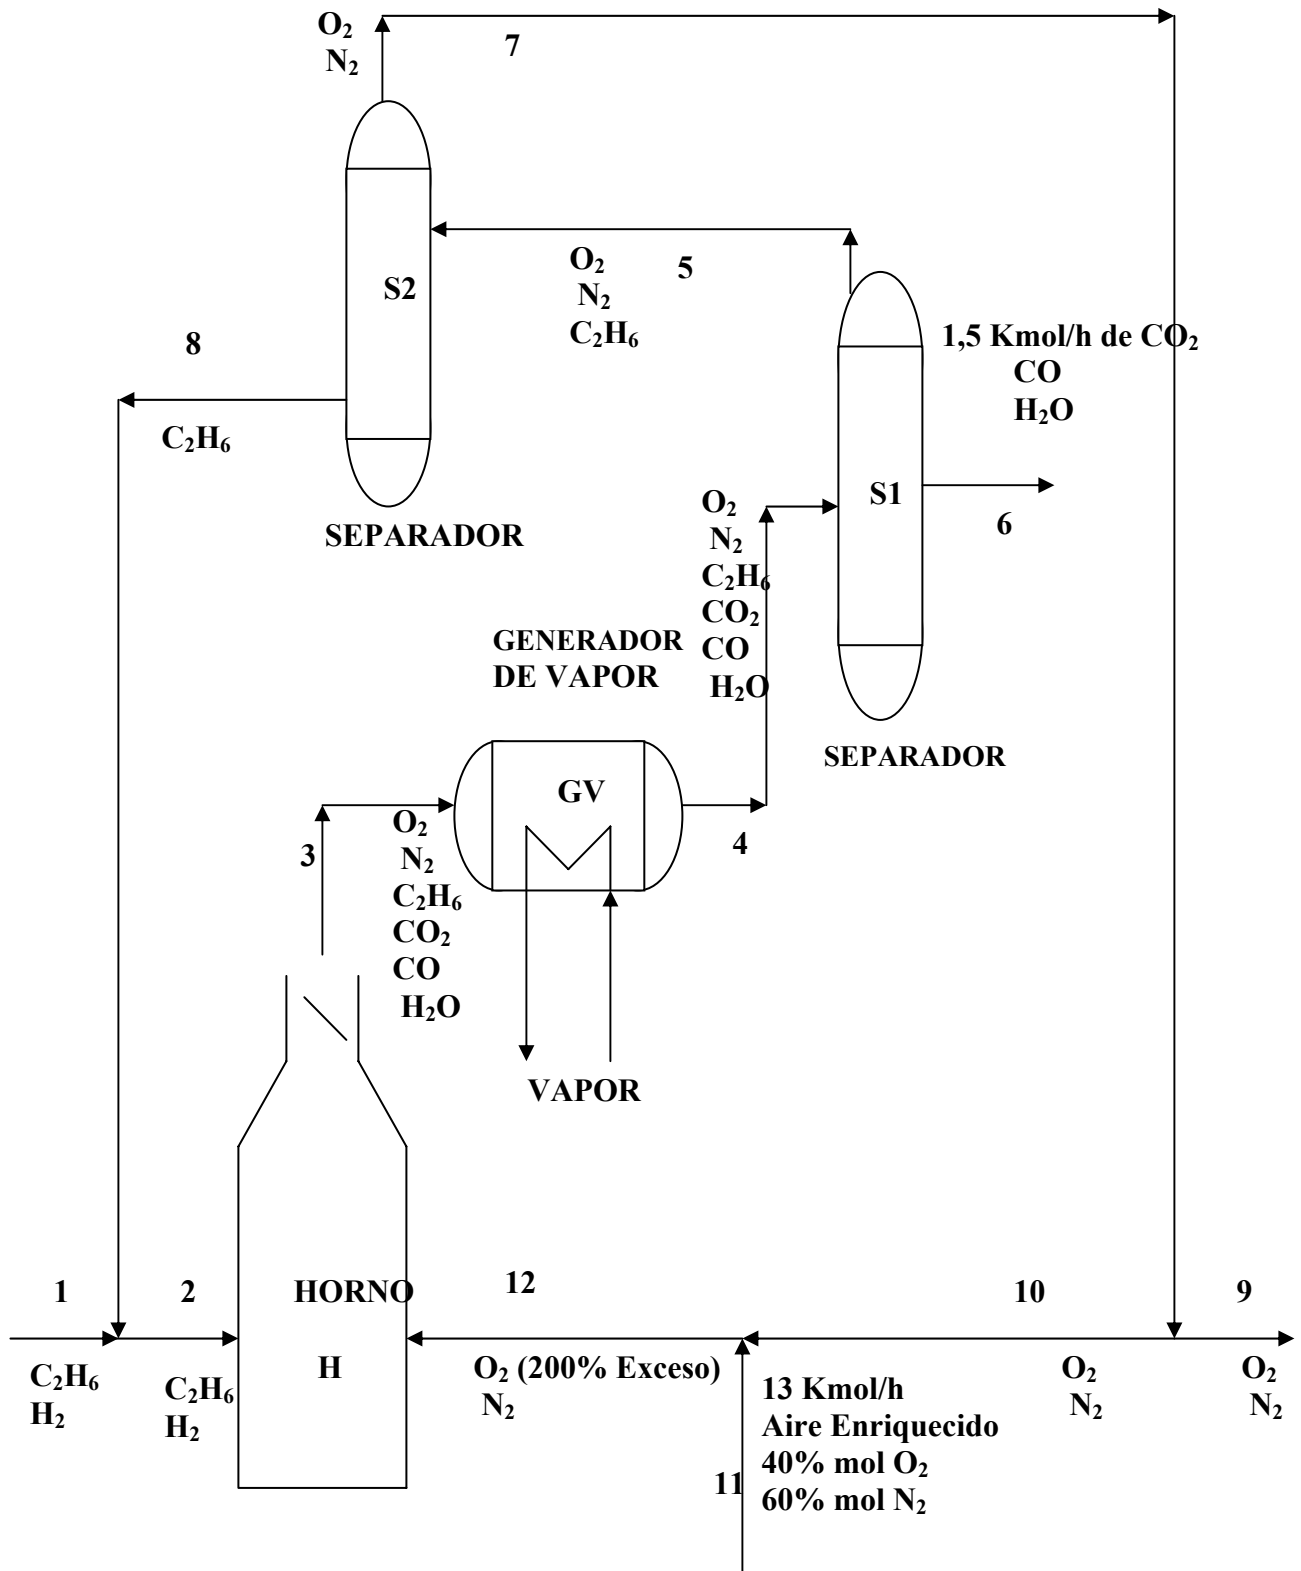 O₂
N₂
7
S2
O₂
N₂
C₂H₆
5
8
C₂H₆
SEPARADOR
1,5 Kmol/h de CO₂
CO
H₂O
S1
6
O₂
N₂
C₂H₆
CO₂
CO
H₂O
SEPARADOR
GENERADOR
DE VAPOR
GV
4
3
O₂
N₂
C₂H₆
CO₂
CO
H₂O
VAPOR
1
C₂H₆
H₂
2
C₂H₆
H₂
HORNO
H
12
O₂ (200% Exceso)
N₂
10
O₂
N₂
9
O₂
N₂
13 Kmol/h
Aire Enriquecido
40% mol O₂
60% mol N₂
11